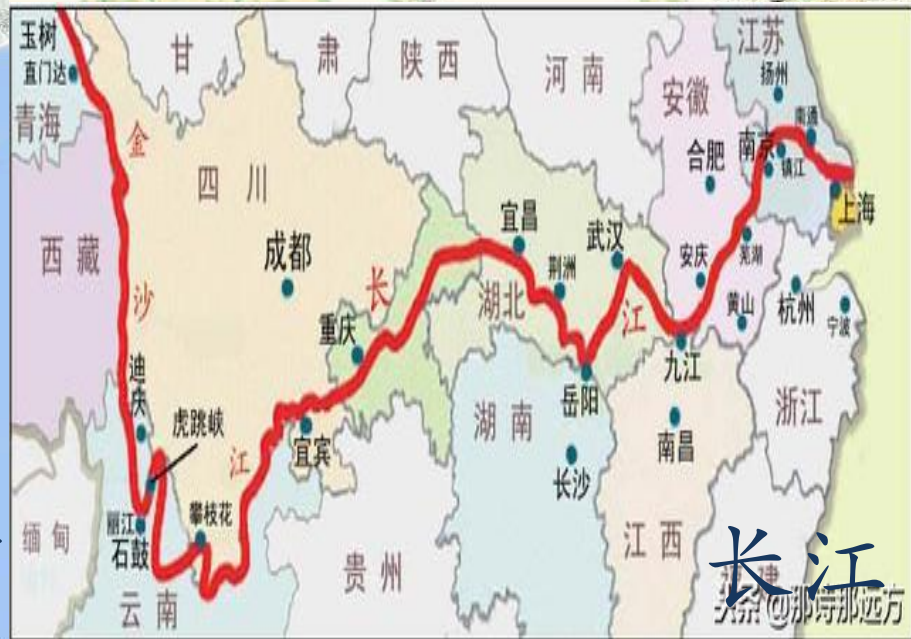 玉树
直门达
青海
甘
肃
陕西
河南
江苏
扬州
安徽
南通
南京
镇江
合肥
上海
金
四川
西藏
成都
沙
长
宜昌
武汉
荆洲
湖北
江
安庆
芜湖
黄山
杭州
宁波
重庆
迪庆
虎跳峡
九江
岳阳
浙江
湖南
南昌
长沙
宜宾
江
攀枝花
丽江
石鼓
缅甸
云南
贵州
江西
福建
长江
头条 @那诗那远方